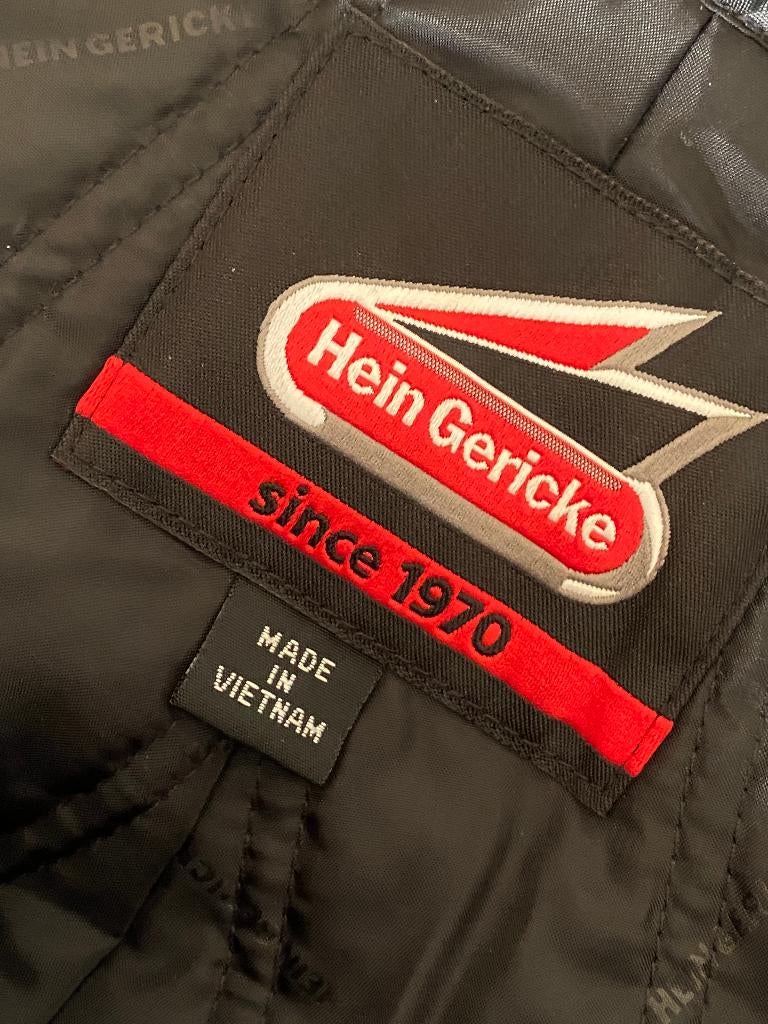 HEIN GERICKE
Hein Gericke
since 1970
MADE
IN
VIETNAM